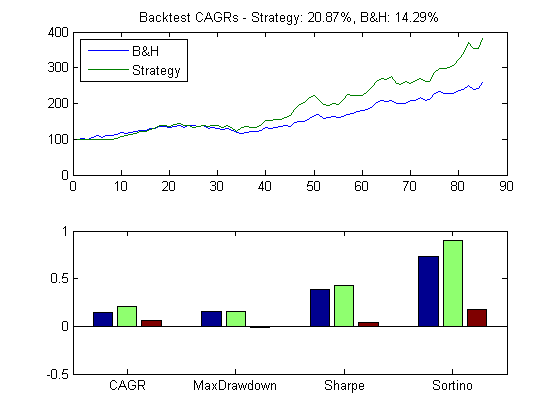 Backtest CAGRs - Strategy: 20.87%, B&H: 14.29%
400
300
200
100
0
B&H
Strategy
0 10 20 30 40 50 60 70 80 90
1
0.5
0
-0.5
CAGR MaxDrawdown Sharpe Sortino